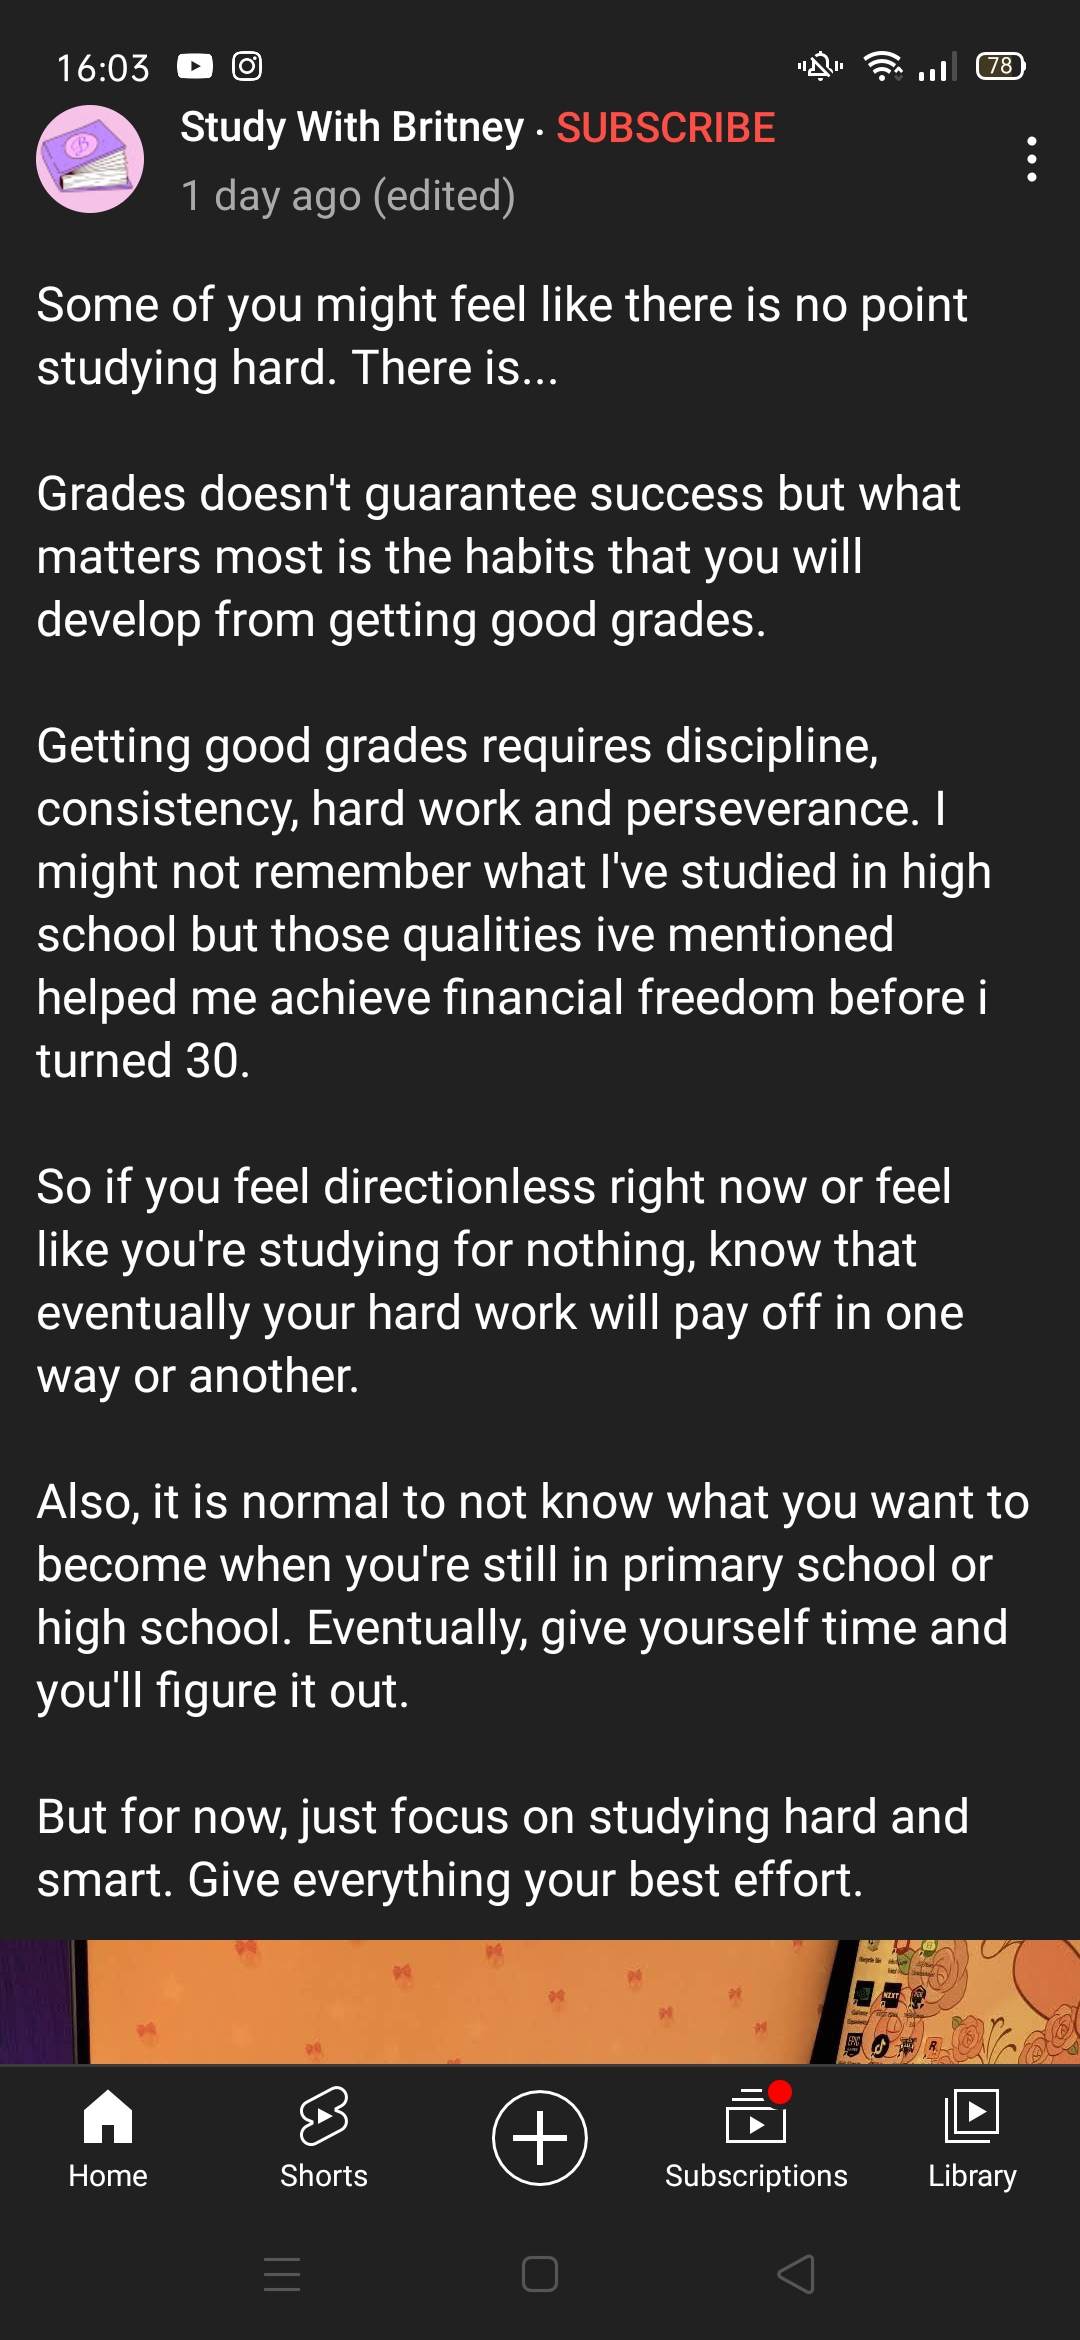 16:03
78
Study With Britney · SUBSCRIBE
1 day ago (edited)
Some of you might feel like there is no point
studying hard. There is...
Grades doesn't guarantee success but what
matters most is the habits that you will
develop from getting good grades.
Getting good grades requires discipline,
consistency, hard work and perseverance. I
might not remember what I've studied in high
school but those qualities ive mentioned
helped me achieve financial freedom before i
turned 30.
So if you feel directionless right now or feel
like you're studying for nothing, know that
eventually your hard work will pay off in one
way or another.
Also, it is normal to not know what you want to
become when you're still in primary school or
high school. Eventually, give yourself time and
you'll figure it out.
But for now, just focus on studying hard and
smart. Give everything your best effort.
NZXT
EPIC
Home
Shorts
Subscriptions
Library